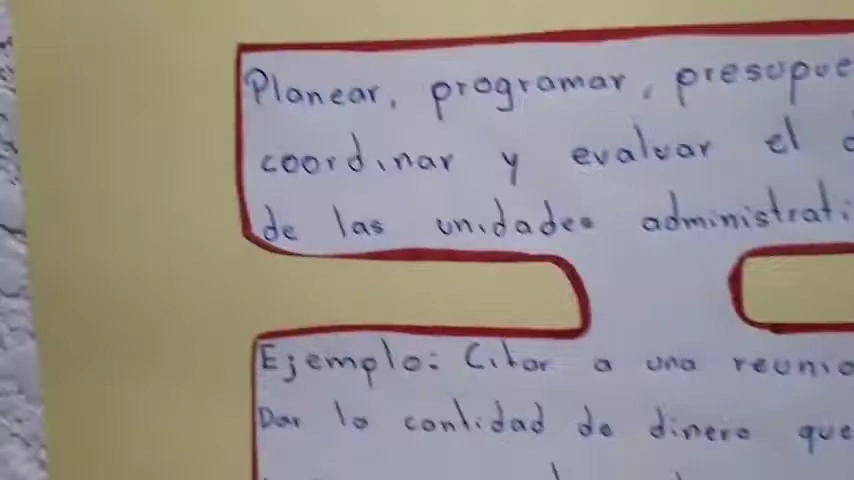 Planear, programar, presupue
coordinar y evaluar el
de las unidades administrati
Ejemplo: Citar a una reunio
Dar la cantidad de dinero que